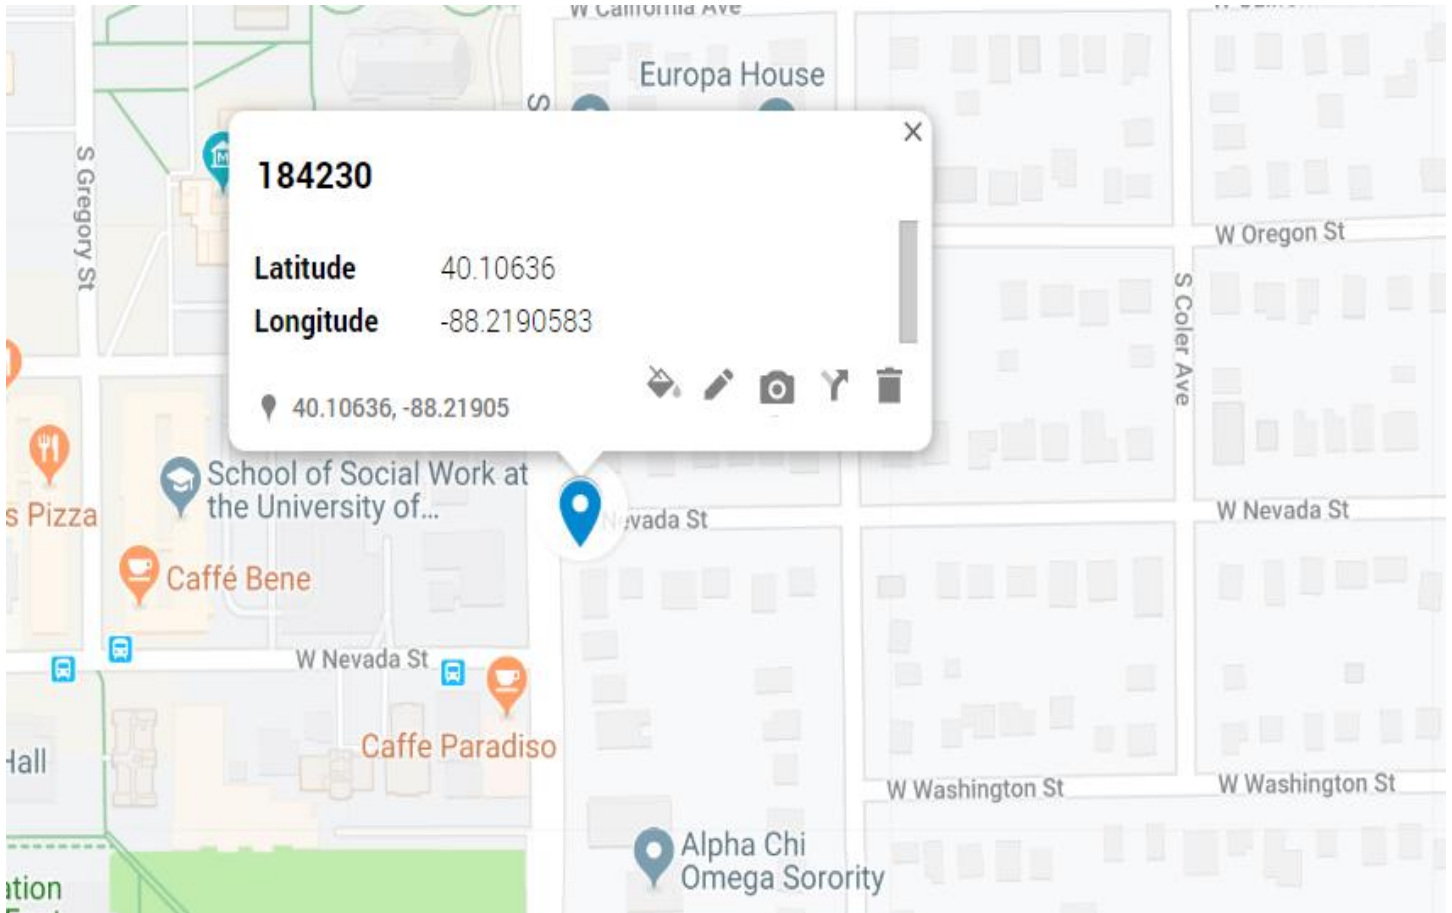 W California Ave
Europa House
S
184230
Latitude 40.10636
Longitude -88.2190583
40.10636, -88.21905
S Gregory St
W Oregon St
S Coler Ave
School of Social Work at
the University of...
s Pizza
Nevada St
W Nevada St
Caffé Bene
W Nevada St
Caffe Paradiso
Hall
W Washington St
W Washington St
Alpha Chi
Omega Sorority
ation